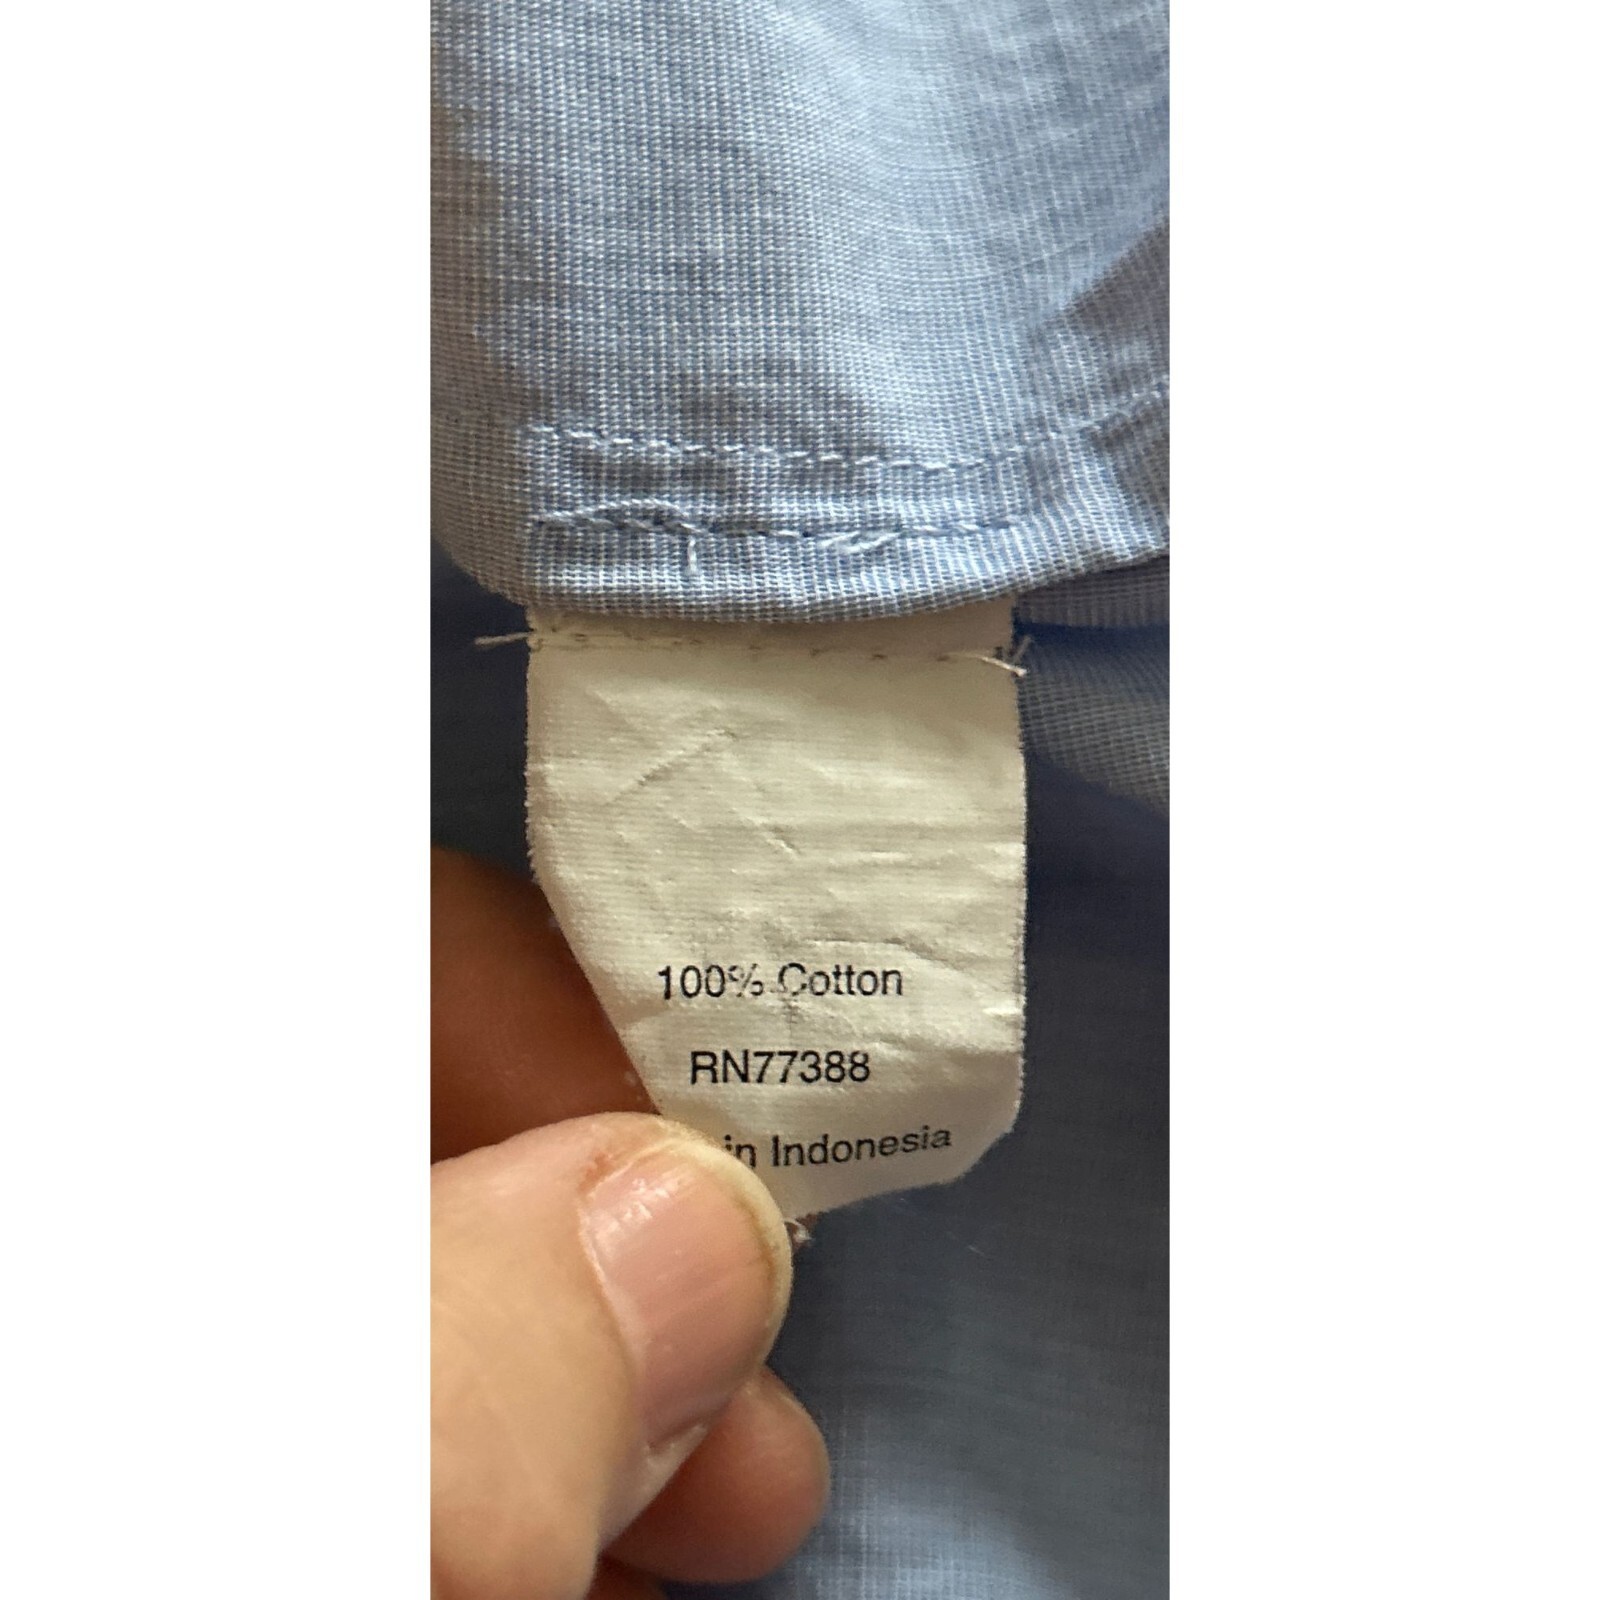 100% Cotton
RN77388
in Indonesia